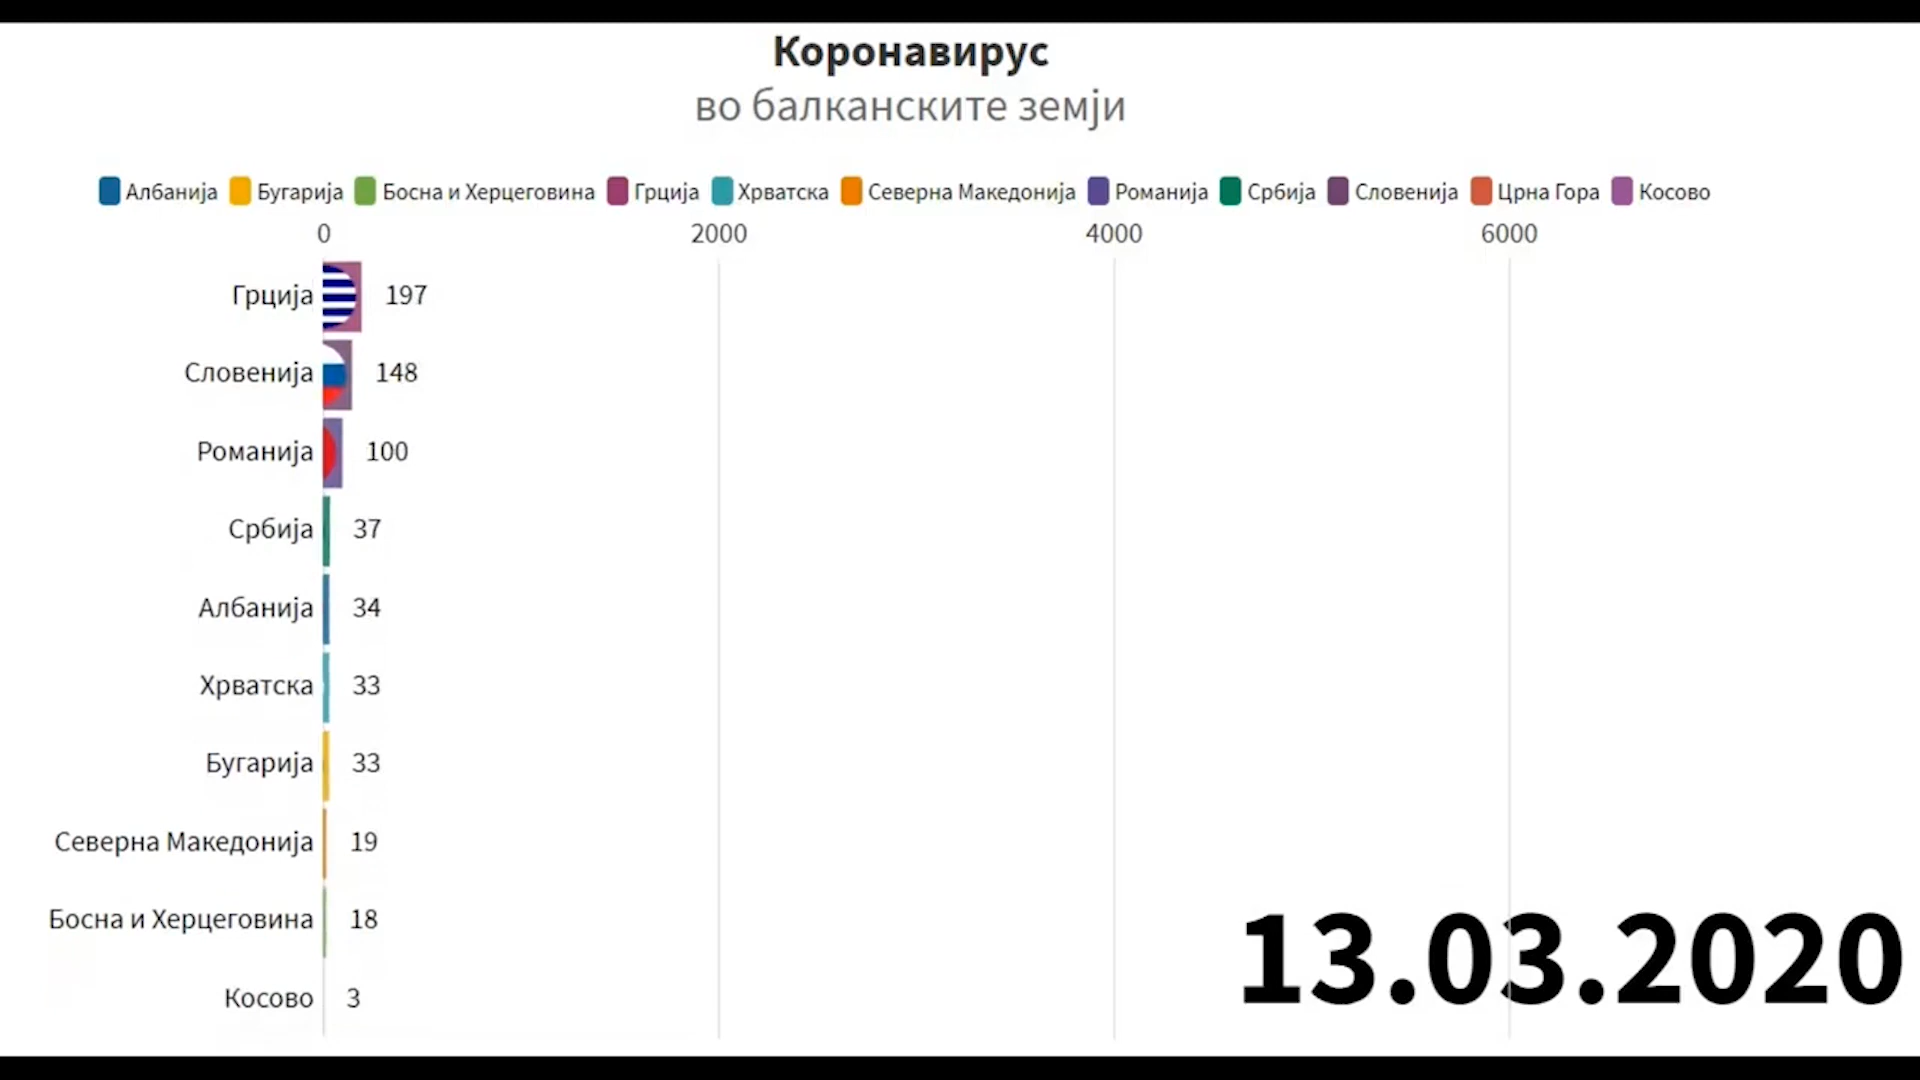 Коронавирус
во балканските земји
Албанија Бугарија Босна и Херцеговина Грција Хрватска Северна Македонија Романија Србија Словенија Црна Гора Косово
0 2000 4000 6000
Грција 197
Словенија 148
Романија 100
Србија 37
Албанија 34
Хрватска 33
Бугарија 33
Северна Македонија 19
Босна и Херцеговина 18
Косово 3
13.03.2020